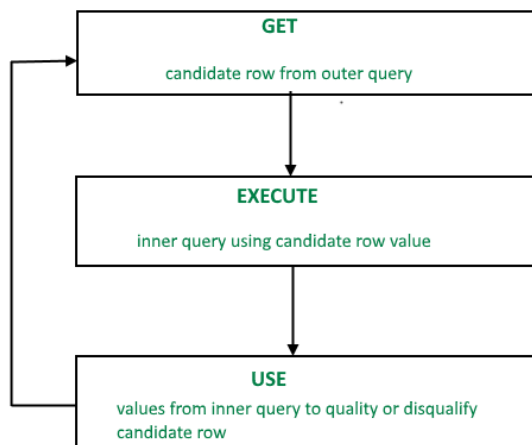 GET
candidate row from outer query
EXECUTE
inner query using candidate row value
USE
values from inner query to quality or disqualify
candidate row